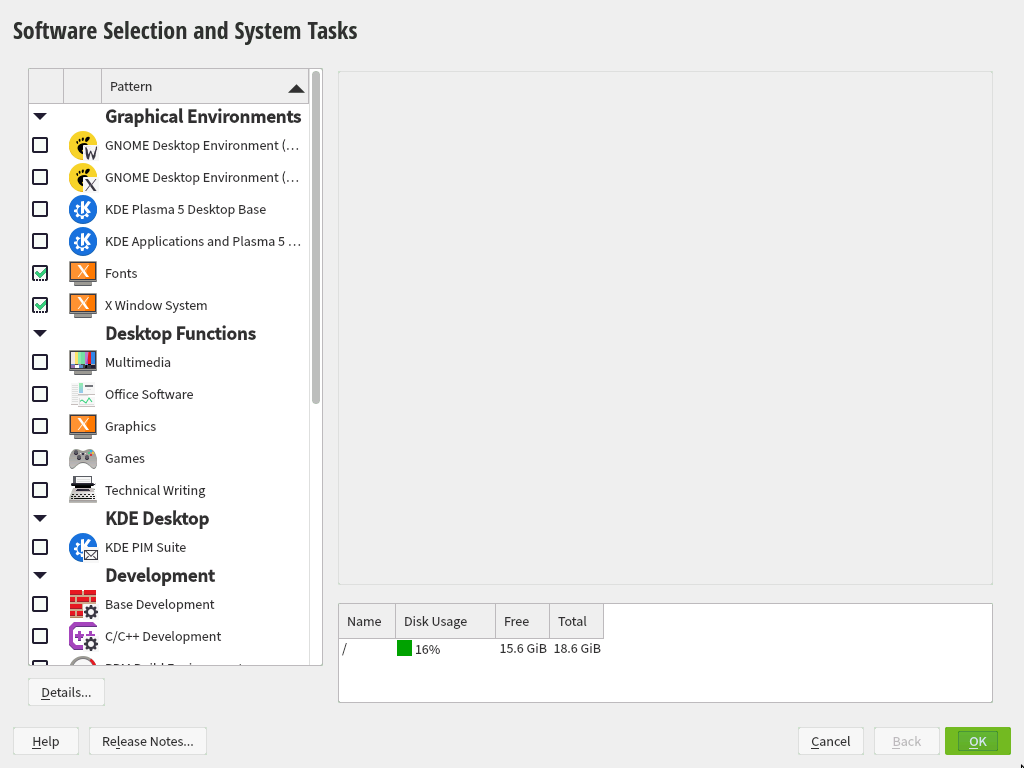 Software Selection and System Tasks
Pattern
Graphical Environments
GNOME Desktop Environment (...
GNOME Desktop Environment (...
KDE Plasma 5 Desktop Base
KDE Applications and Plasma 5 ...
Fonts
X Window System
Desktop Functions
Multimedia
Office Software
Graphics
Games
Technical Writing
KDE Desktop
KDE PIM Suite
Development
Base Development
C/C++ Development
Name Disk Usage Free Total
/ 16% 15.6 GiB 18.6 GiB
Details...
Help Release Notes... Cancel Back OK